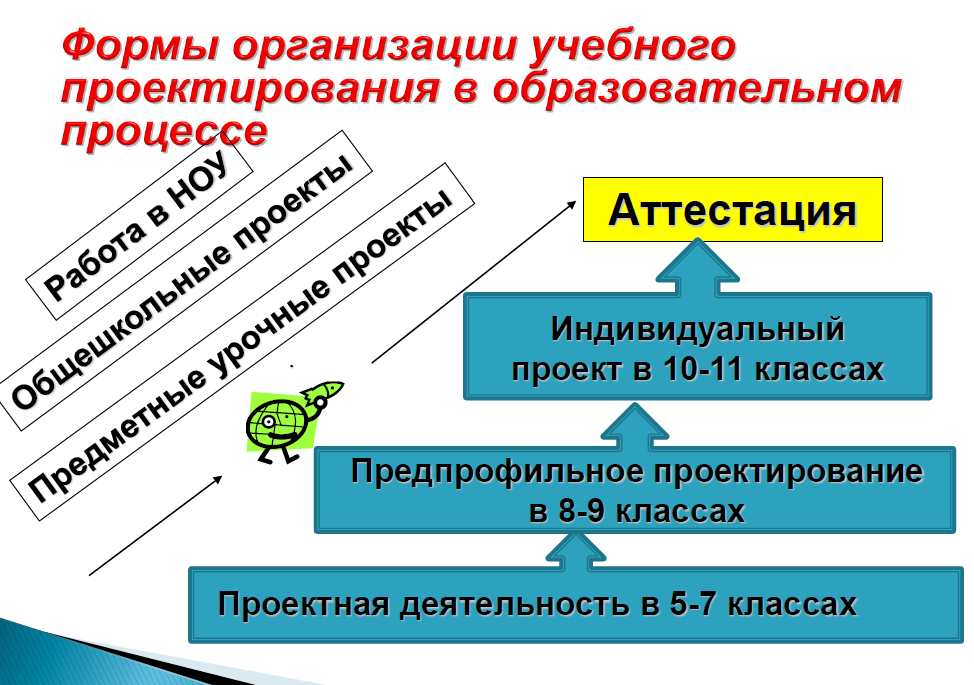 Формы организации учебного
проектирования в образовательном
процессе
Работа в НОУ
Общешкольные проекты
Предметные урочные проекты
Аттестация
Индивидуальный
проект в 10-11 классах
Предпрофильное проектирование
в 8-9 классах
Проектная деятельность в 5-7 классах